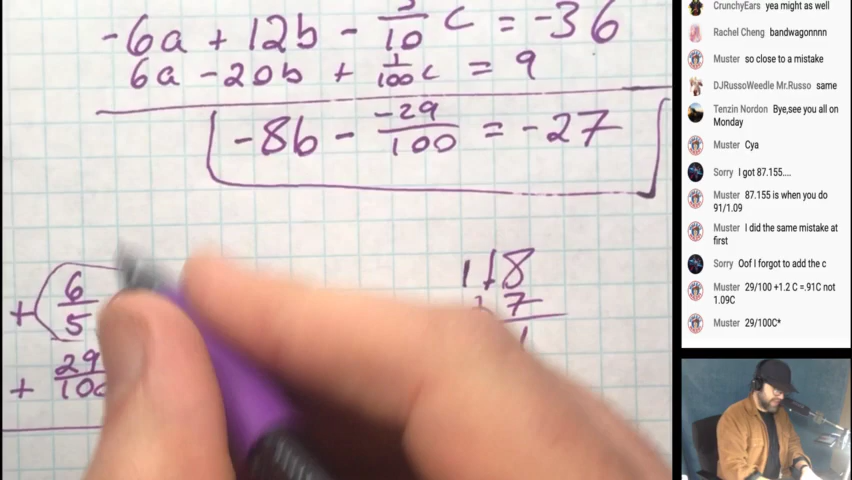 -6a + 12b - 3/10 C = -36
6a - 20b + 1/100 c = 9
-8b - -29/100 = -27
+ 6/5
+ 29/100
118
7
CrunchyEars yea might as well
Rachel Cheng bandwagonnnn
Muster so close to a mistake
DJRussoWeedle Mr.Russo same
Tenzin Nordon Bye,see you all on
Monday
Muster Cya
Sorry I got 87.155....
Muster 87.155 is when you do
91/1.09
Muster I did the same mistake at
first
Sorry Oof I forgot to add the c
Muster 29/100 +1.2 C =.91C not
1.09C
Muster 29/100C*